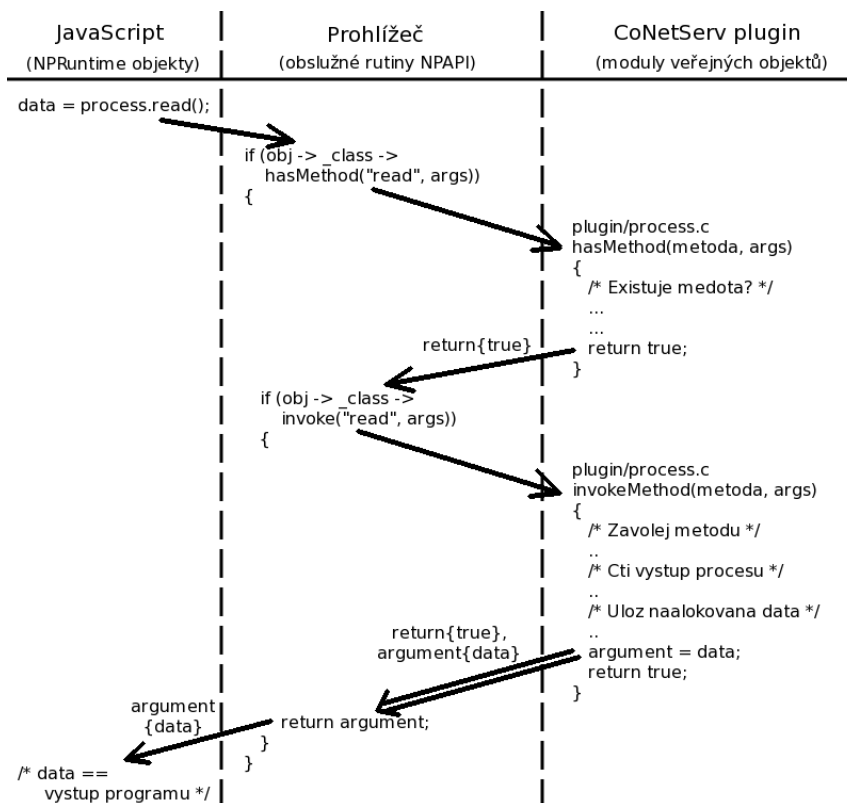 JavaScript
(NPRuntime objekty)
Prohlížeč
(obslužné rutiny NPAPI)
CoNetServ plugin
(moduly veřejných objektů)
data = process.read();
if (obj -> _class ->
hasMethod("read", args))
{
plugin/process.c
hasMethod(metoda, args)
{
/* Existuje medota? */
...
...
return true;
}
return{true}
if (obj -> _class ->
invoke("read", args))
{
plugin/process.c
invokeMethod(metoda, args)
{
/* Zavolej metodu */
..
/* Cti vystup procesu */
..
/* Uloz naalokovana data */
..
argument = data;
return true;
}
return{true},
argument{data}
return argument;
}
}
argument
{data}
/* data ==
vystup programu */